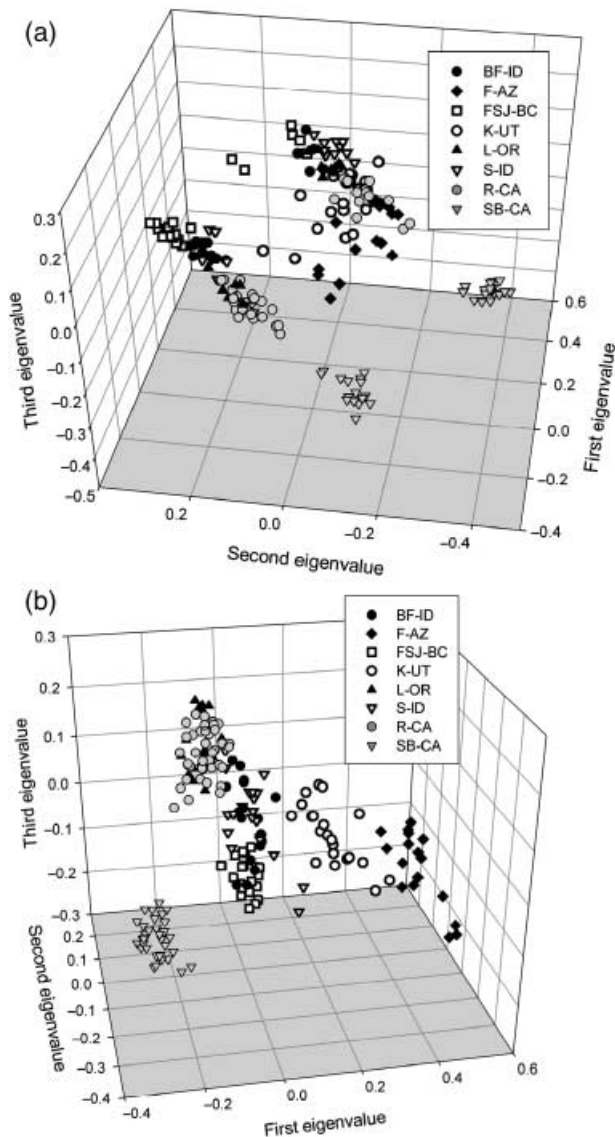 (a)
BF-ID
F-AZ
FSJ-BC
K-UT
L-OR
S-ID
R-CA
SB-CA
0.3
0.2
0.1
0.0
−0.1
−0.2
−0.3
−0.4
−0.5
Third eigenvalue
0.2
0.0
−0.2
−0.4
Second eigenvalue
0.6
0.4
0.2
0.0
−0.2
−0.4
First eigenvalue
(b)
BF-ID
F-AZ
FSJ-BC
K-UT
L-OR
S-ID
R-CA
SB-CA
0.3
0.2
0.1
0.0
−0.1
−0.2
−0.3
Third eigenvalue
0.2
0.1
0.0
−0.1
−0.2
−0.3
−0.4
Second eigenvalue
−0.4
−0.2
0.0
0.2
0.4
0.6
First eigenvalue